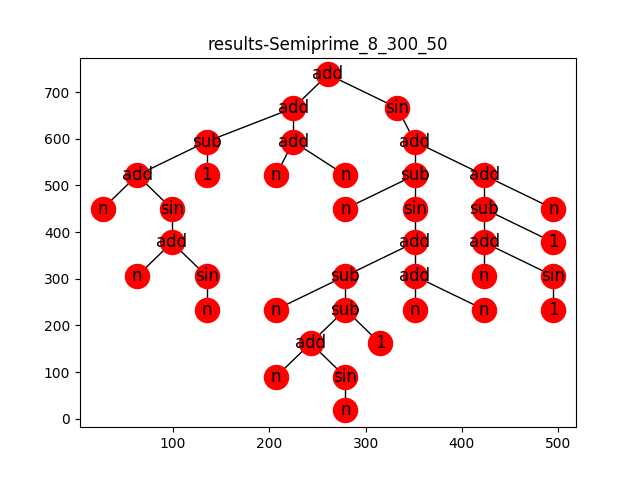 results-Semiprime_8_300_50
add
add sin
700
sub add add
600
add 1 n n sub add
500
n sin n sin sub n
add add add 1
400
n sin sub add n sin
300
n n sub n n 1
200
add 1
n sin
100
n
0
100 200 300 400 500